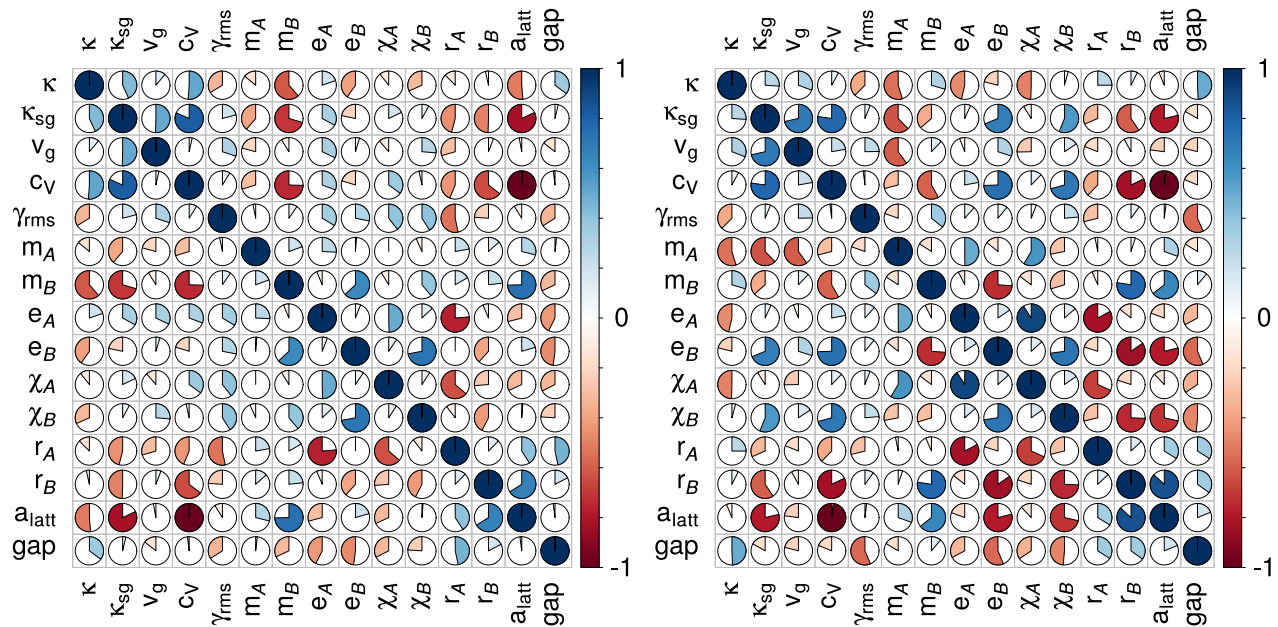 κ κsg vg cV γrms mA mB eA eB χA χB rA rB alatt gap
κ
κsg
vg
cV
γrms
mA
mB
eA
eB
χA
χB
rA
rB
alatt
gap
κ κsg vg cV γrms mA mB eA eB χA χB rA rB alatt gap
1
0
-1
κ κsg vg cV γrms mA mB eA eB χA χB rA rB alatt gap
κ
κsg
vg
cV
γrms
mA
mB
eA
eB
χA
χB
rA
rB
alatt
gap
κ κsg vg cV γrms mA mB eA eB χA χB rA rB alatt gap
1
0
-1